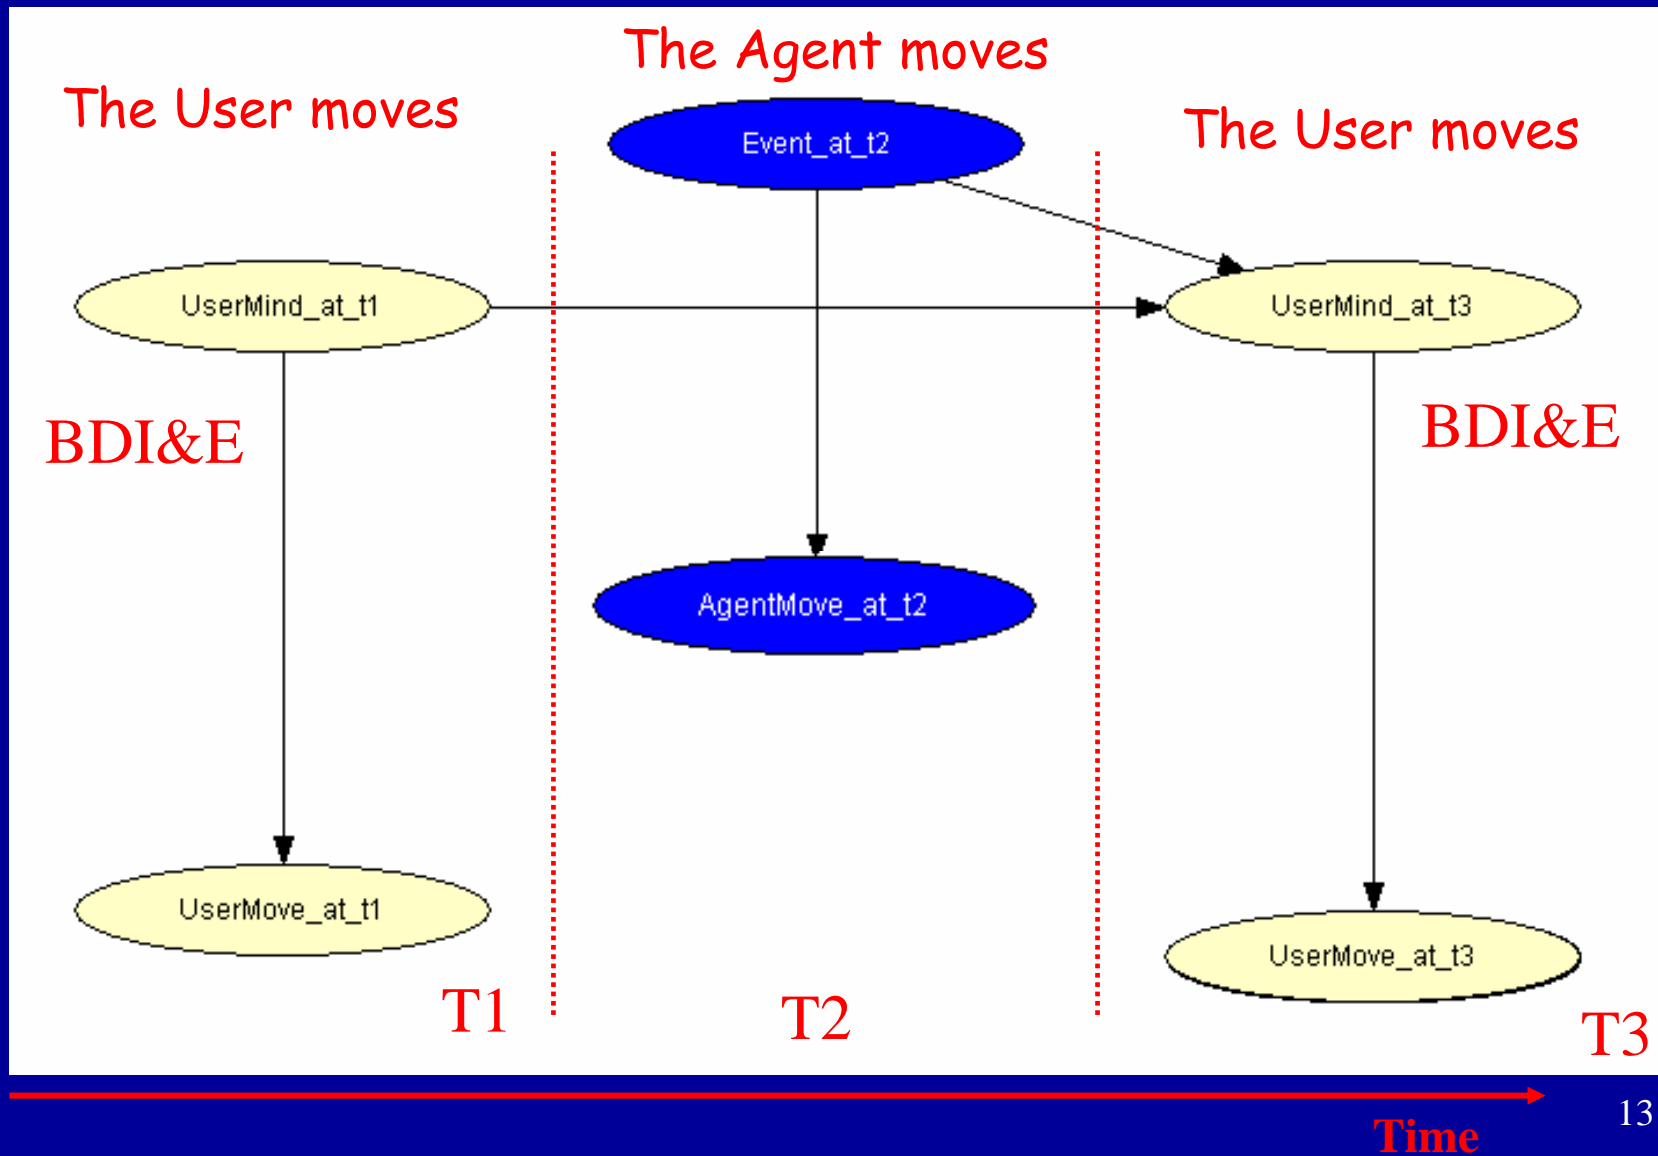 The Agent moves
The User moves
The User moves
Event_at_t2
UserMind_at_t1
UserMind_at_t3
BDI&E
BDI&E
AgentMove_at_t2
UserMove_at_t1
UserMove_at_t3
T1
T2
T3
Time
13